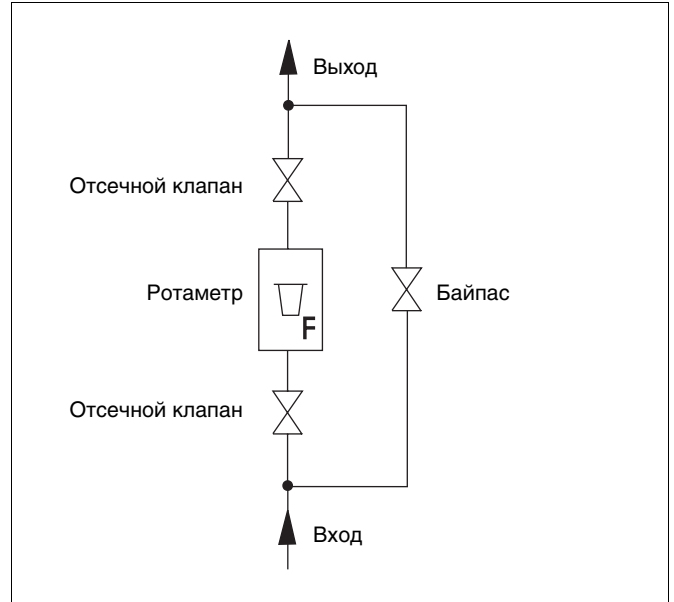 Выход
Отсечной клапан
Ротаметр
F
Байпас
Отсечной клапан
Вход